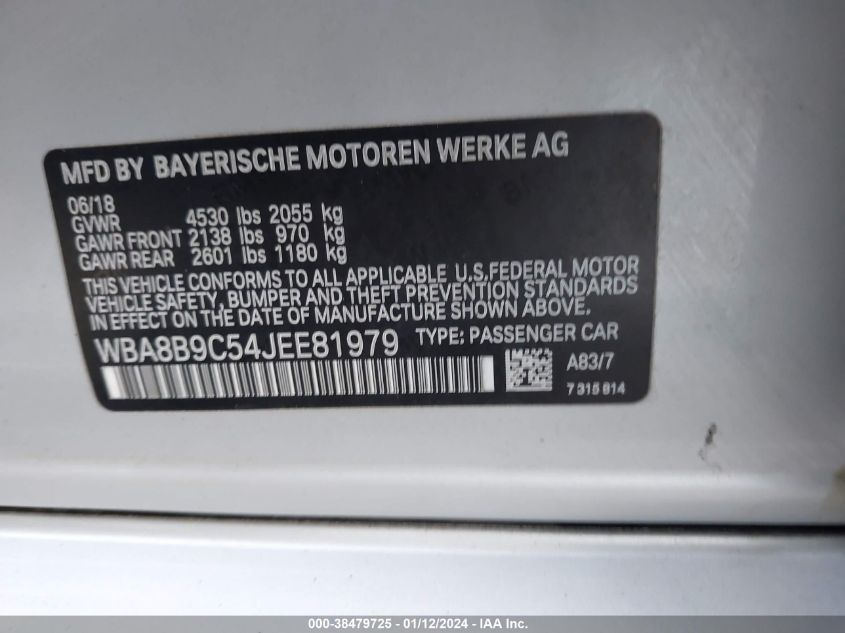 MFD BY BAYERISCHE MOTOREN WERKE AG
06/18
GVWR 4530 lbs 2055 kg
GAWR FRONT 2138 lbs 970 kg
GAWR REAR 2601 lbs 1180 kg
THIS VEHICLE CONFORMS TO ALL APPLICABLE U.S.FEDERAL MOTOR
VEHICLE SAFETY, BUMPER AND THEFT PREVENTION STANDARDS
IN EFFECT ON THE DATE OF MANUFACTURE SHOWN ABOVE.
WBA8B9C54JEE81979 TYPE: PASSENGER CAR
A83/7
7 315 814
000-38479725 - 01/12/2024 - IAA Inc.